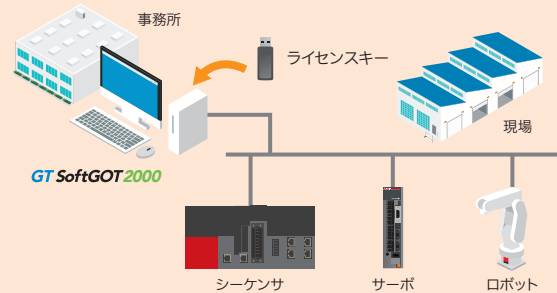 事務所
ライセンスキー
現場
GT SoftGOT2000
シーケンサ
サーボ
ロボット